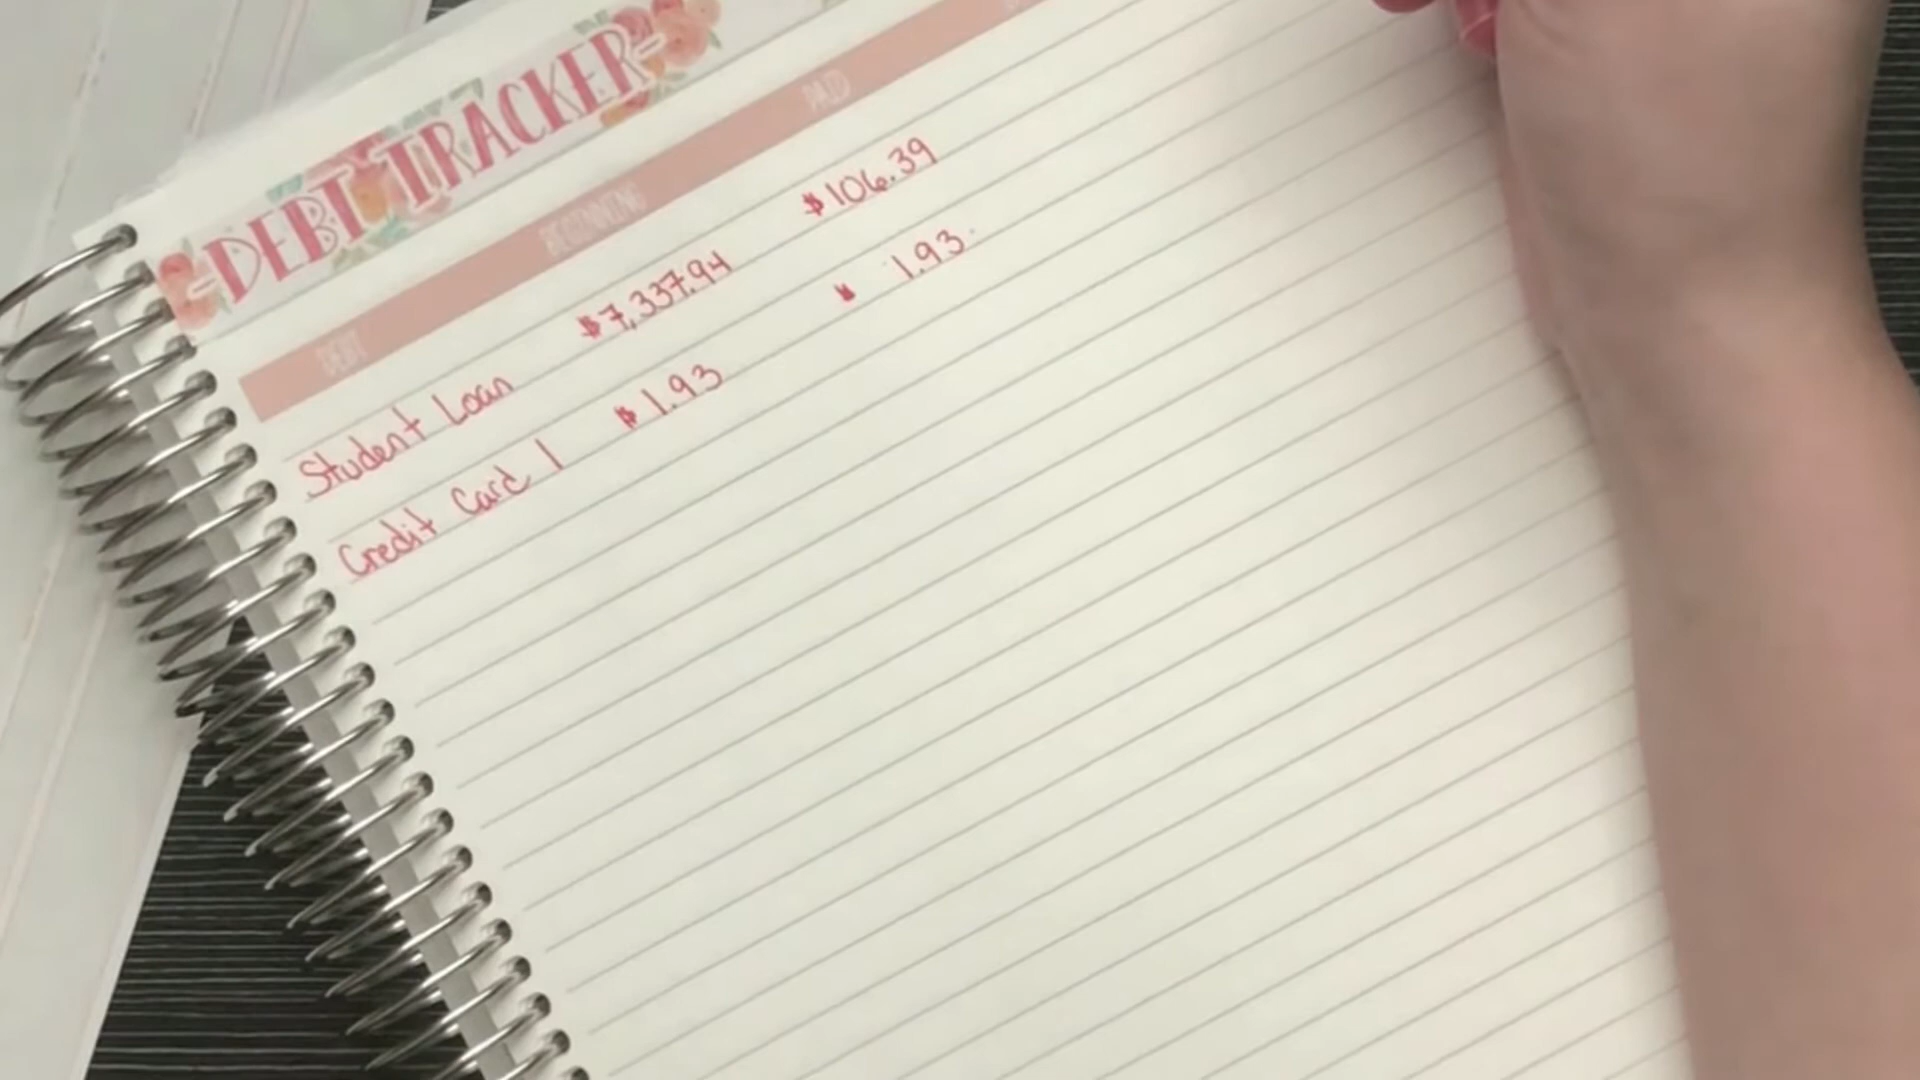 -DEBT TRACKER-
DEBT BEGINNING PAID
Student Loan $7,337.94 $106.39
Credit Card 1 $1.93 $ 1.93